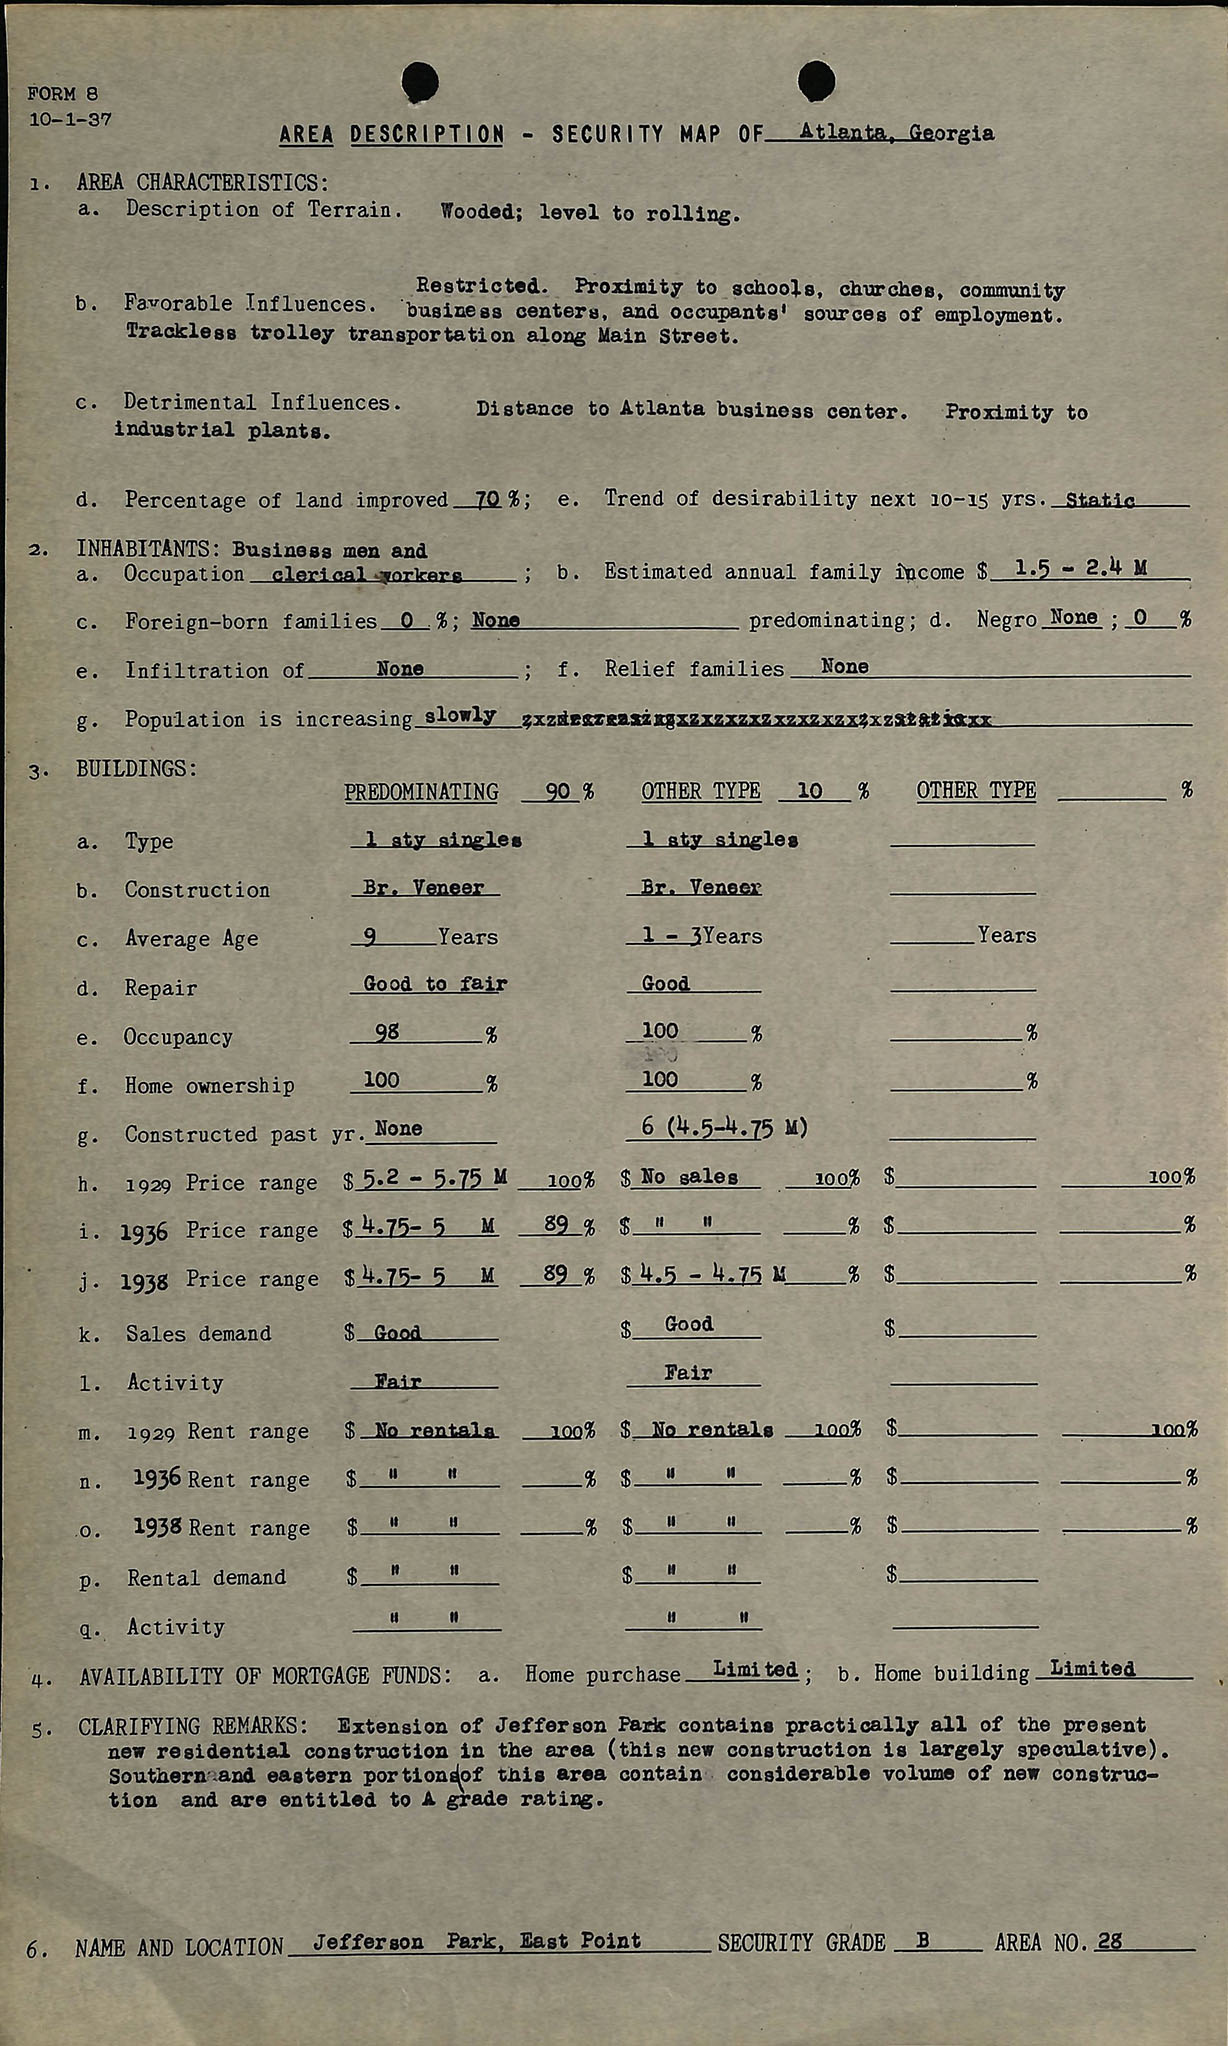 FORM 8
10-1-37
AREA DESCRIPTION - SECURITY MAP OF Atlanta, Georgia
1. AREA CHARACTERISTICS:
a. Description of Terrain. Wooded; level to rolling.
Restricted. Proximity to schools, churches, community
b. Favorable Influences. business centers, and occupants' sources of employment.
Trackless trolley transportation along Main Street.
c. Detrimental Influences. Distance to Atlanta business center. Proximity to
industrial plants.
d. Percentage of land improved 70 %; e. Trend of desirability next 10-15 yrs. Static
2. INHABITANTS: Business men and
a. Occupation clerical workers ; b. Estimated annual family income $ 1.5 - 2.4 M
c. Foreign-born families 0 %; None predominating; d. Negro None ; 0 %
e. Infiltration of None ; f. Relief families None
g. Population is increasing slowly
3. BUILDINGS:
PREDOMINATING 90 % OTHER TYPE 10 % OTHER TYPE %
a. Type 1 sty singles 1 sty singles
b. Construction Br. Veneer Br. Veneer
c. Average Age 9 Years 1 - 3Years Years
d. Repair Good to fair Good
e. Occupancy 98 % 100 % %
f. Home ownership 100 % 100 % %
g. Constructed past yr. None 6 (4.5-4.75 M)
h. 1929 Price range $ 5.2 - 5.75 M 100% $ No sales 100% $ 100%
i. 1936 Price range $ 4.75- 5 M 89 % $ " " % $ %
j. 1938 Price range $ 4.75- 5 M 89 % $ 4.5 - 4.75 M % $ %
k. Sales demand $ Good $ Good $
l. Activity Fair Fair
m. 1929 Rent range $ No rentals 100% $ No rentals 100% $ 100%
n. 1936 Rent range $ " " % $ " " % $ %
o. 1938 Rent range $ " " % $ " " % $ %
p. Rental demand $ " " $ " " $
q. Activity " " " "
4. AVAILABILITY OF MORTGAGE FUNDS: a. Home purchase Limited; b. Home building Limited
5. CLARIFYING REMARKS: Extension of Jefferson Park contains practically all of the present
new residential construction in the area (this new construction is largely speculative).
Southern and eastern portions of this area contain considerable volume of new construc-
tion and are entitled to A grade rating.
6. NAME AND LOCATION Jefferson Park, East Point SECURITY GRADE B AREA NO. 28